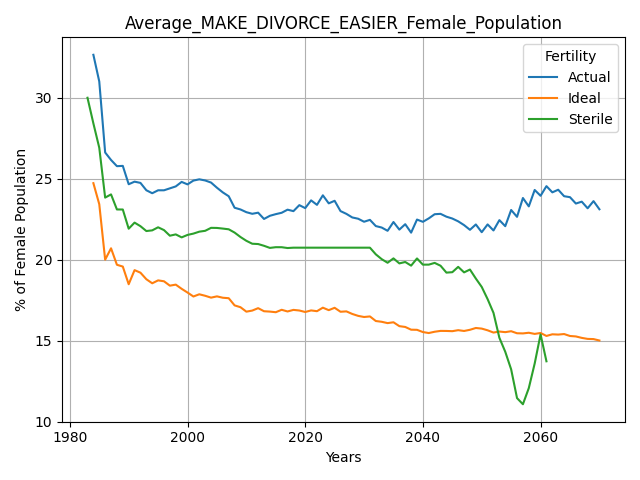 Average_MAKE_DIVORCE_EASIER_Female_Population
Fertility
Actual
Ideal
Sterile
% of Female Population
30
25
20
15
10
1980
2000
2020
2040
2060
Years